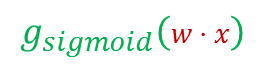 g_sigmoid(w · x)